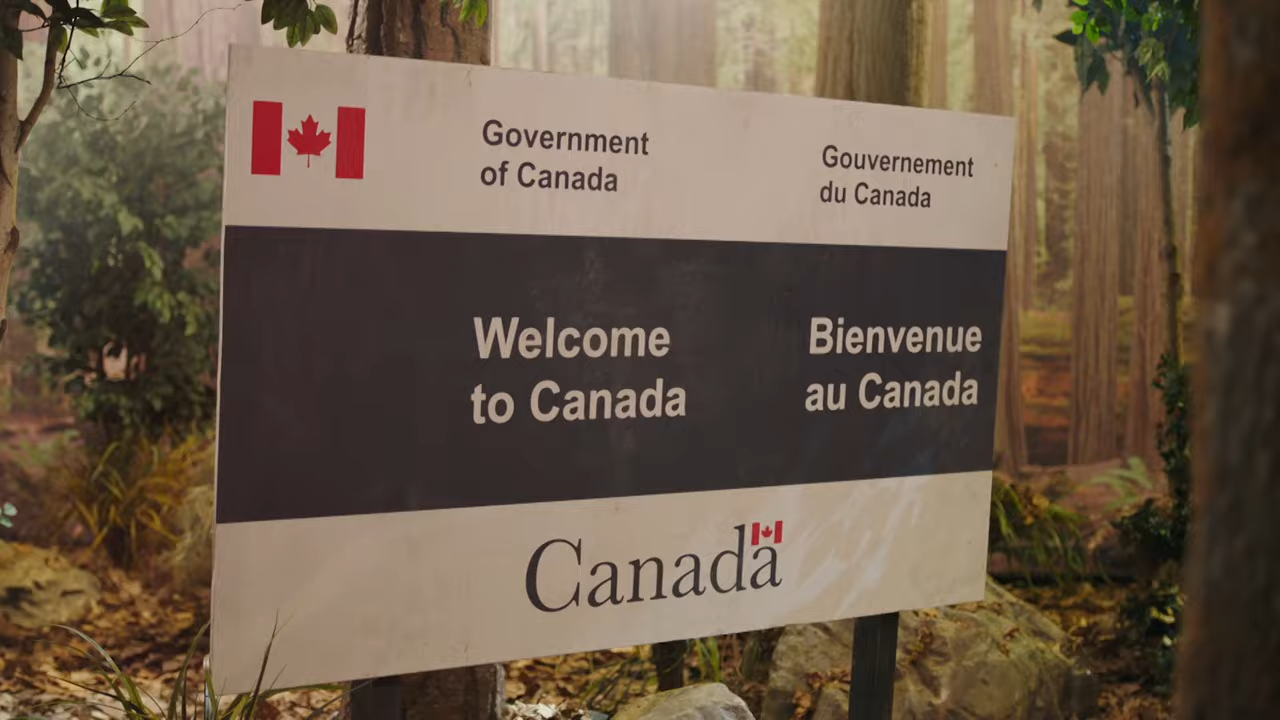 Government
of Canada
Gouvernement
du Canada
Welcome
to Canada
Bienvenue
au Canada
Canada